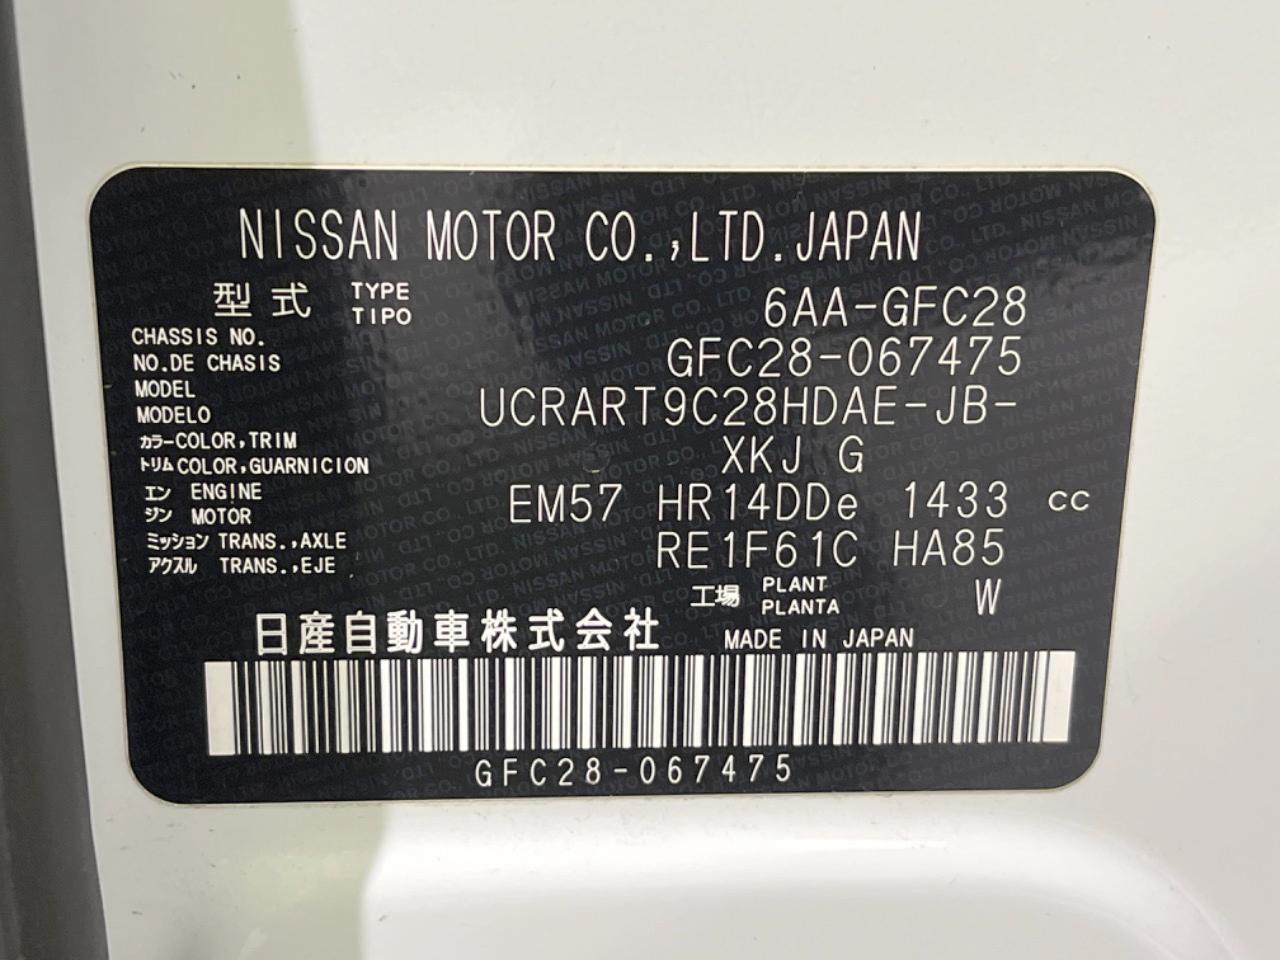 NISSAN MOTOR CO.,LTD.JAPAN
型式 TYPE TIPO 6AA-GFC28
CHASSIS NO.
NO.DE CHASIS GFC28-067475
MODEL
MODELO UCRART9C28HDAE-JB-
カラー COLOR,TRIM
トリム COLOR,GUARNICION XKJ G
エン ENGINE
ジン MOTOR EM57 HR14DDe 1433 cc
ミッション TRANS.,AXLE
アクスル TRANS.,EJE RE1F61C HA85
工場 PLANT PLANTA W
日産自動車株式会社 MADE IN JAPAN
GFC28-067475